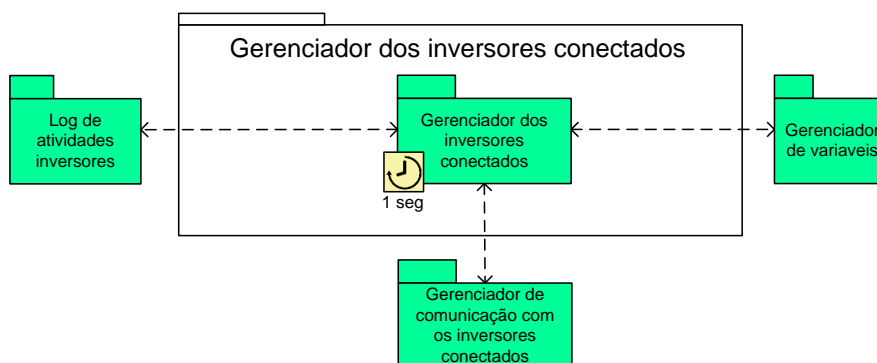 Gerenciador dos inversores conectados
Log de
atividades
inversores
Gerenciador dos
inversores
conectados
1 seg
Gerenciador
de variaveis
Gerenciador de
comunicação com
os inversores
conectados